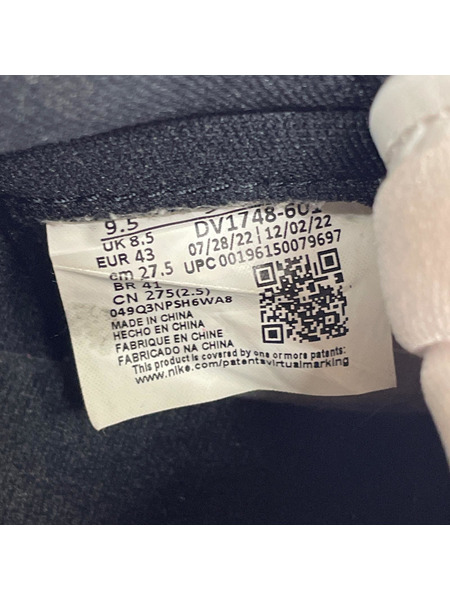 9.5
UK 8.5
EUR 43
cm 27.5
BR 41
CN 275(2.5)
049Q3NPSH6WA8
MADE IN CHINA
HECHO EN CHINA
FABRIQUE EN CHINE
FABRICADO NA CHINA
DV1748-601
07/28/22 | 12/02/22
UPC 00196150079697
This product is covered by one or more patents:
www.nike.com/patentsvirtualmarking